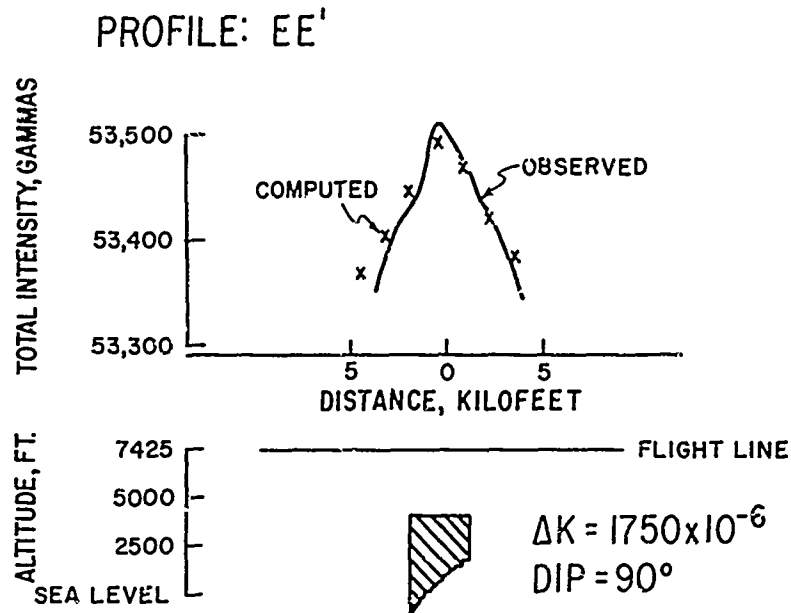 PROFILE: EE'
TOTAL INTENSITY, GAMMAS
53,500
53,400
53,300
COMPUTED
OBSERVED
5 0 5
DISTANCE, KILOFEET
ALTITUDE, FT.
7425
5000
2500
SEA LEVEL
FLIGHT LINE
ΔK = 1750x10⁻⁶
DIP = 90°